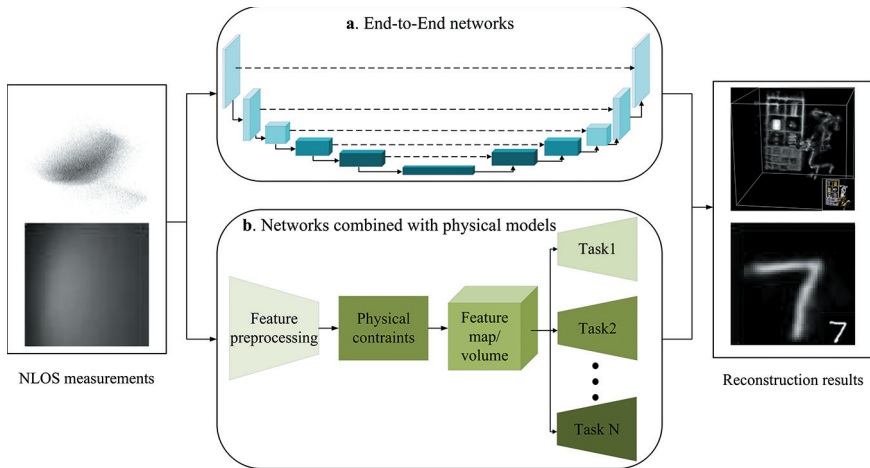 a. End-to-End networks
NLOS measurements
b. Networks combined with physical models
Feature
preprocessing
Physical
contraints
Feature
map/
volume
Task1
Task2
Task N
7
7
Reconstruction results